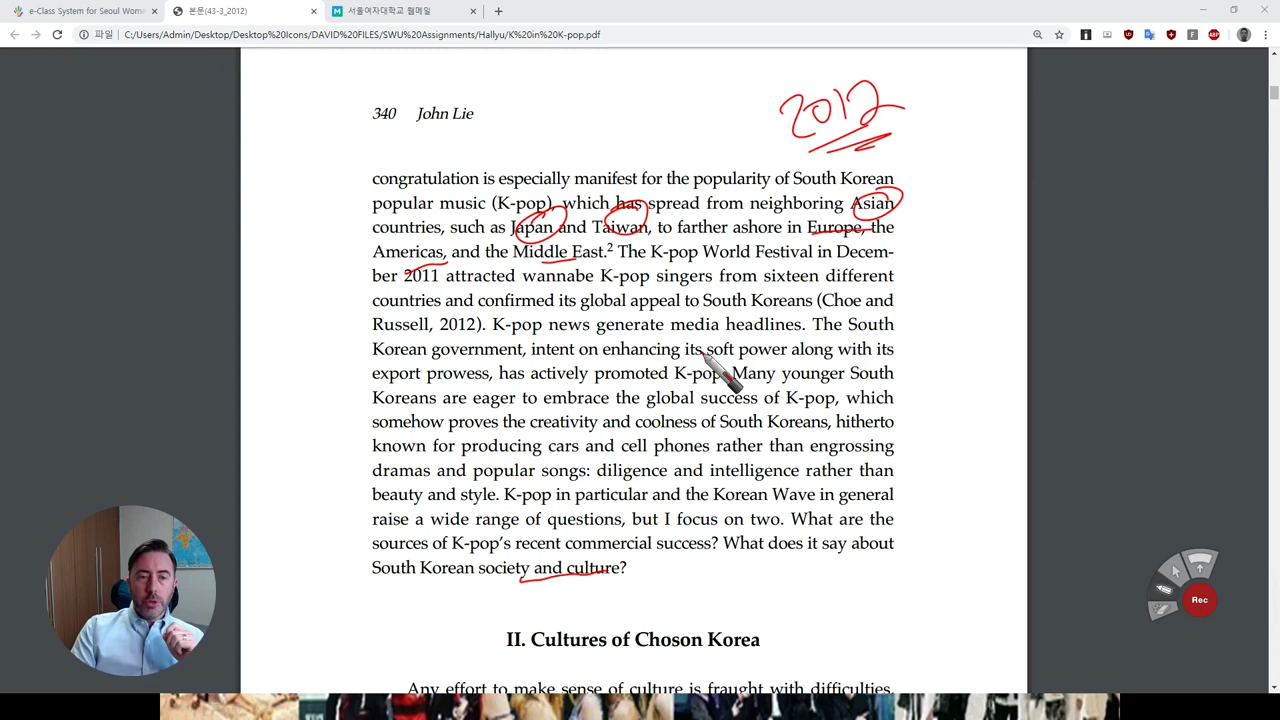 e-Class System for Seoul Wome
본문(43-3_2012)
서울여자대학교 웹메일
파일
C:/Users/Admin/Desktop/Desktop%20Icons/DAVID%20FILES/SWU%20Assignments/Hallyu/K%20in%20K-pop.pdf
340 John Lie
2012
congratulation is especially manifest for the popularity of South Korean
popular music (K-pop), which has spread from neighboring Asian
countries, such as Japan and Taiwan, to farther ashore in Europe, the
Americas, and the Middle East.2 The K-pop World Festival in Decem-
ber 2011 attracted wannabe K-pop singers from sixteen different
countries and confirmed its global appeal to South Koreans (Choe and
Russell, 2012). K-pop news generate media headlines. The South
Korean government, intent on enhancing its soft power along with its
export prowess, has actively promoted K-pop. Many younger South
Koreans are eager to embrace the global success of K-pop, which
somehow proves the creativity and coolness of South Koreans, hitherto
known for producing cars and cell phones rather than engrossing
dramas and popular songs: diligence and intelligence rather than
beauty and style. K-pop in particular and the Korean Wave in general
raise a wide range of questions, but I focus on two. What are the
sources of K-pop's recent commercial success? What does it say about
South Korean society and culture?
II. Cultures of Choson Korea
Any effort to make sense of culture is fraught with difficulties.
Rec